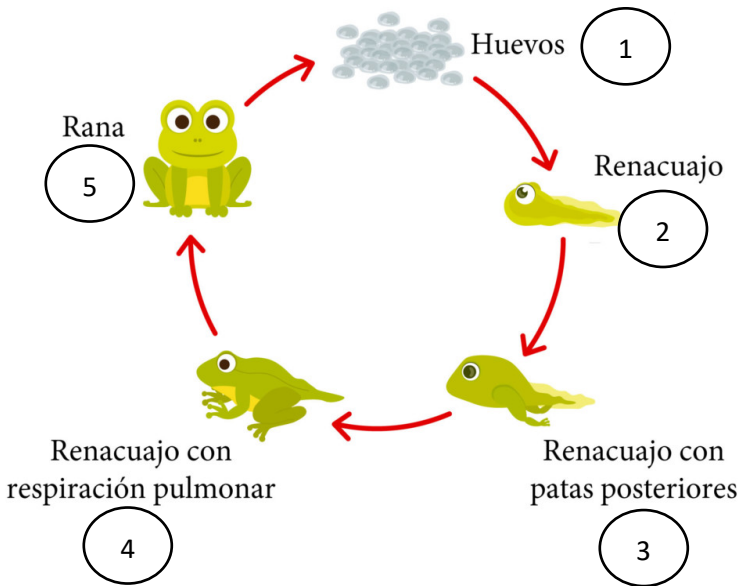 Huevos
1
Renacuajo
2
Renacuajo con
patas posteriores
3
Renacuajo con
respiración pulmonar
4
Rana
5